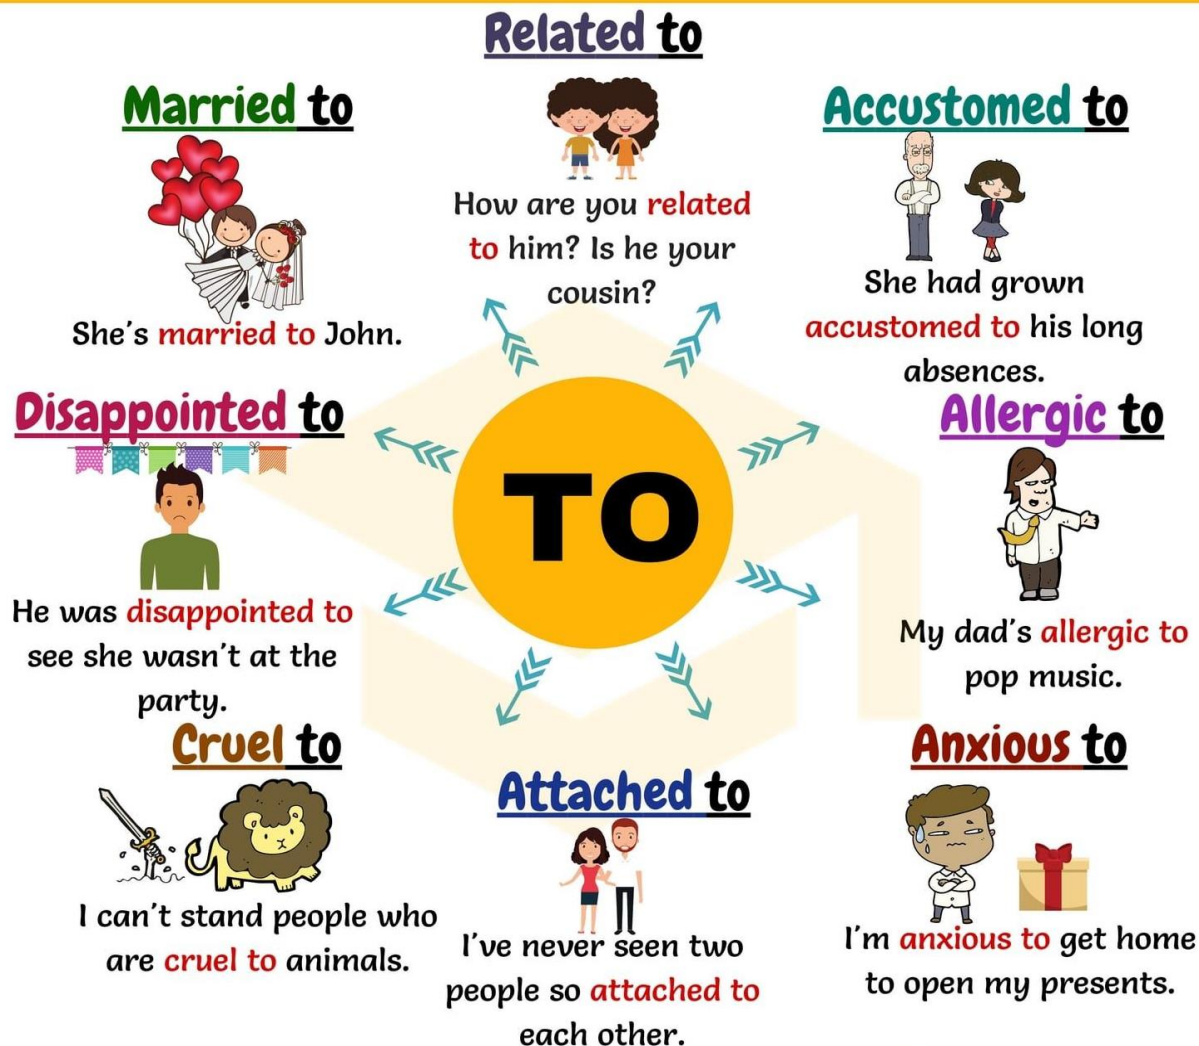 Related to
How are you related
to him? Is he your
cousin?
Married to
She's married to John.
Accustomed to
She had grown
accustomed to his long
absences.
Disappointed to
He was disappointed to
see she wasn't at the
party.
TO
Allergic to
My dad's allergic to
pop music.
Cruel to
I can't stand people who
are cruel to animals.
Attached to
I've never seen two
people so attached to
each other.
Anxious to
I'm anxious to get home
to open my presents.